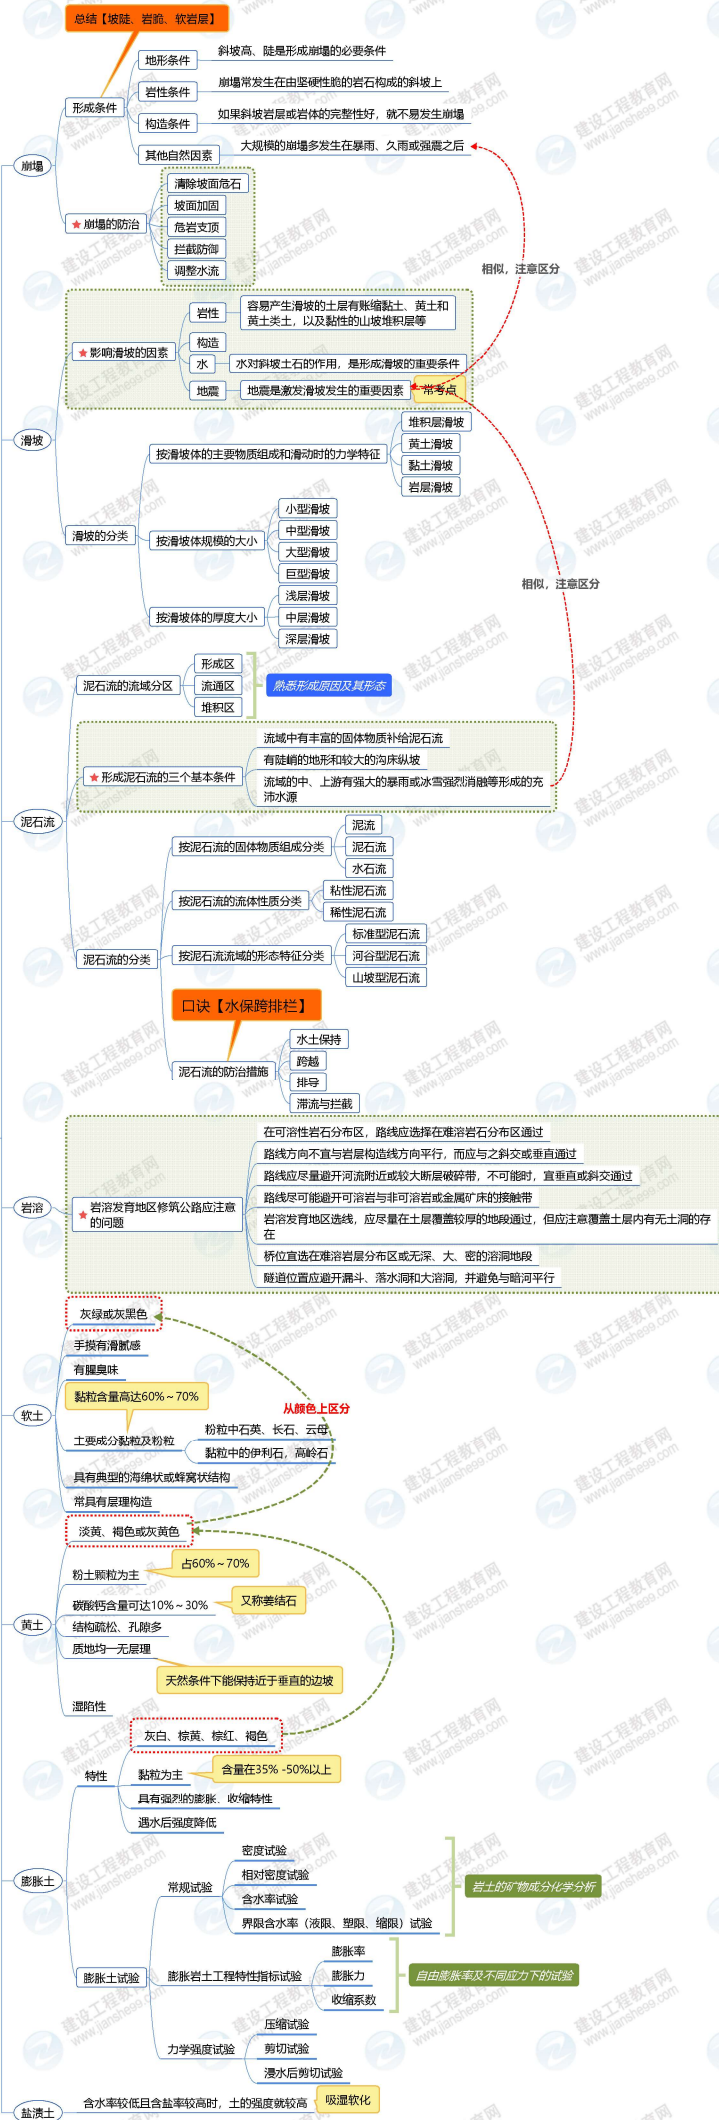 总结【坡陡、岩脆、软岩层】
崩塌
形成条件
地形条件
斜坡高、陡是形成崩塌的必要条件
岩性条件
崩塌常发生在由坚硬性脆的岩石构成的斜坡上
构造条件
如果斜坡岩层或岩体的完整性好，就不易发生崩塌
其他自然因素
大规模的崩塌多发生在暴雨、久雨或强震之后
崩塌的防治
清除坡面危石
坡面加固
危岩支顶
拦截防御
调整水流
相似，注意区分
滑坡
影响滑坡的因素
岩性
容易产生滑坡的土层有胀缩黏土、黄土和
黄土类土，以及黏性的山坡堆积层等
构造
水
水对斜坡土石的作用，是形成滑坡的重要条件
地震
地震是激发滑坡发生的重要因素
常考点
滑坡的分类
按滑坡体的主要物质组成和滑动时的力学特征
堆积层滑坡
黄土滑坡
黏土滑坡
岩层滑坡
按滑坡体规模的大小
小型滑坡
中型滑坡
大型滑坡
巨型滑坡
按滑坡体的厚度大小
浅层滑坡
中层滑坡
深层滑坡
相似，注意区分
泥石流
泥石流的流域分区
形成区
流通区
堆积区
熟悉形成原因及其形态
形成泥石流的三个基本条件
流域中有丰富的固体物质补给泥石流
有陡峭的地形和较大的沟床纵坡
流域的中、上游有强大的暴雨或冰雪强烈消融等形成的充
沛水源
泥石流的分类
按泥石流的固体物质组成分类
泥流
泥石流
水石流
按泥石流的流体性质分类
粘性泥石流
稀性泥石流
按泥石流流域的形态特征分类
标准型泥石流
河谷型泥石流
山坡型泥石流
口诀【水保跨排栏】
泥石流的防治措施
水土保持
跨越
排导
滞流与拦截
岩溶
岩溶发育地区修筑公路应注意
的问题
在可溶性岩石分布区，路线应选择在难溶岩石分布区通过
路线方向不宜与岩层构造线方向平行，而应与之斜交或垂直通过
路线应尽量避开河流附近或较大断层破碎带，不可能时，宜垂直或斜交通过
路线尽可能避开可溶岩与非可溶岩或金属矿床的接触带
岩溶发育地区选线，应尽量在土层覆盖较厚的地段通过，但应注意覆盖土层内有无土洞的存
在
桥位宜选在难溶岩层分布区或无深、大、密的溶洞地段
隧道位置应避开漏斗、落水洞和大溶洞，并避免与暗河平行
软土
灰绿或灰黑色
手摸有滑腻感
有腥臭味
黏粒含量高达60%～70%
主要成分黏粒及粉粒
粉粒中石英、长石、云母
黏粒中的伊利石，高岭石
具有典型的海绵状或蜂窝状结构
常具有层理构造
从颜色上区分
黄土
淡黄、褐色或灰黄色
粉土颗粒为主
占60%～70%
碳酸钙含量可达10%～30%
又称姜结石
结构疏松、孔隙多
质地均一无层理
天然条件下能保持近于垂直的边坡
湿陷性
膨胀土
特性
灰白、棕黄、棕红、褐色
黏粒为主
含量在35% -50%以上
具有强烈的膨胀、收缩特性
遇水后强度降低
膨胀土试验
常规试验
密度试验
相对密度试验
含水率试验
界限含水率（液限、塑限、缩限）试验
岩土的矿物成分化学分析
膨胀岩土工程特性指标试验
膨胀率
膨胀力
收缩系数
自由膨胀率及不同应力下的试验
力学强度试验
压缩试验
剪切试验
浸水后剪切试验
盐渍土
含水率较低且含盐率较高时，土的强度就较高
吸湿软化
建设工程教育网
www.jianshe99.com